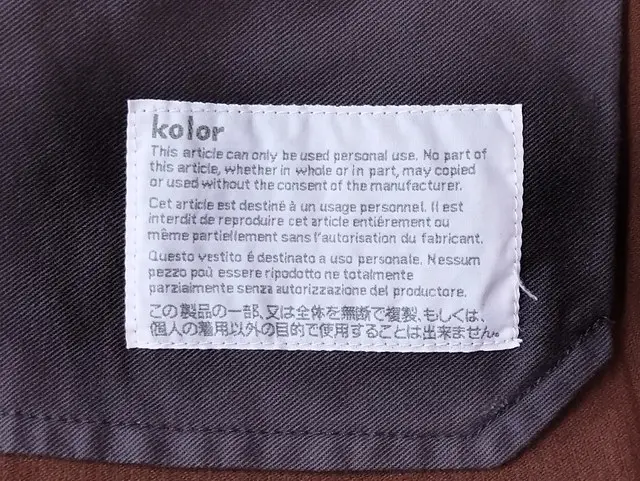 kolor
This article can only be used personal use. No part of
this article, whether in whole or in part, may copied
or used without the consent of the manufacturer.
Cet article est destiné à un usage personnel. Il est
interdit de reproduire cet article entiérement ou
même partiellement sans l'autorisation du fabricant.
Questo vestito é destinato a uso personale. Nessum
pezzo poù essere ripodotto ne totalmente
parziaimente senza autorizzazione del productore.
この製品の一部、又は全体を無断で複製、もしくは、
個人の着用以外の目的で使用することは出来ません。